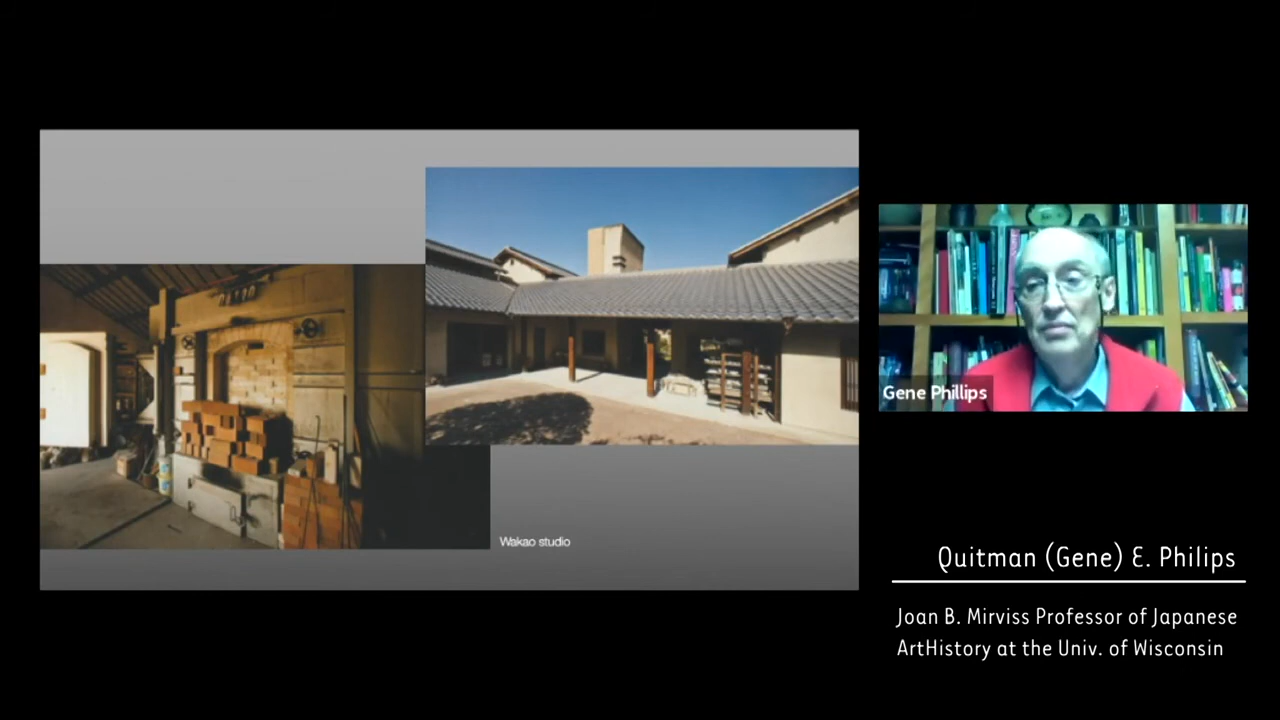 Wakao studio
Gene Phillips
Quitman (Gene) E. Philips
Joan B. Mirviss Professor of Japanese
ArtHistory at the Univ. of Wisconsin